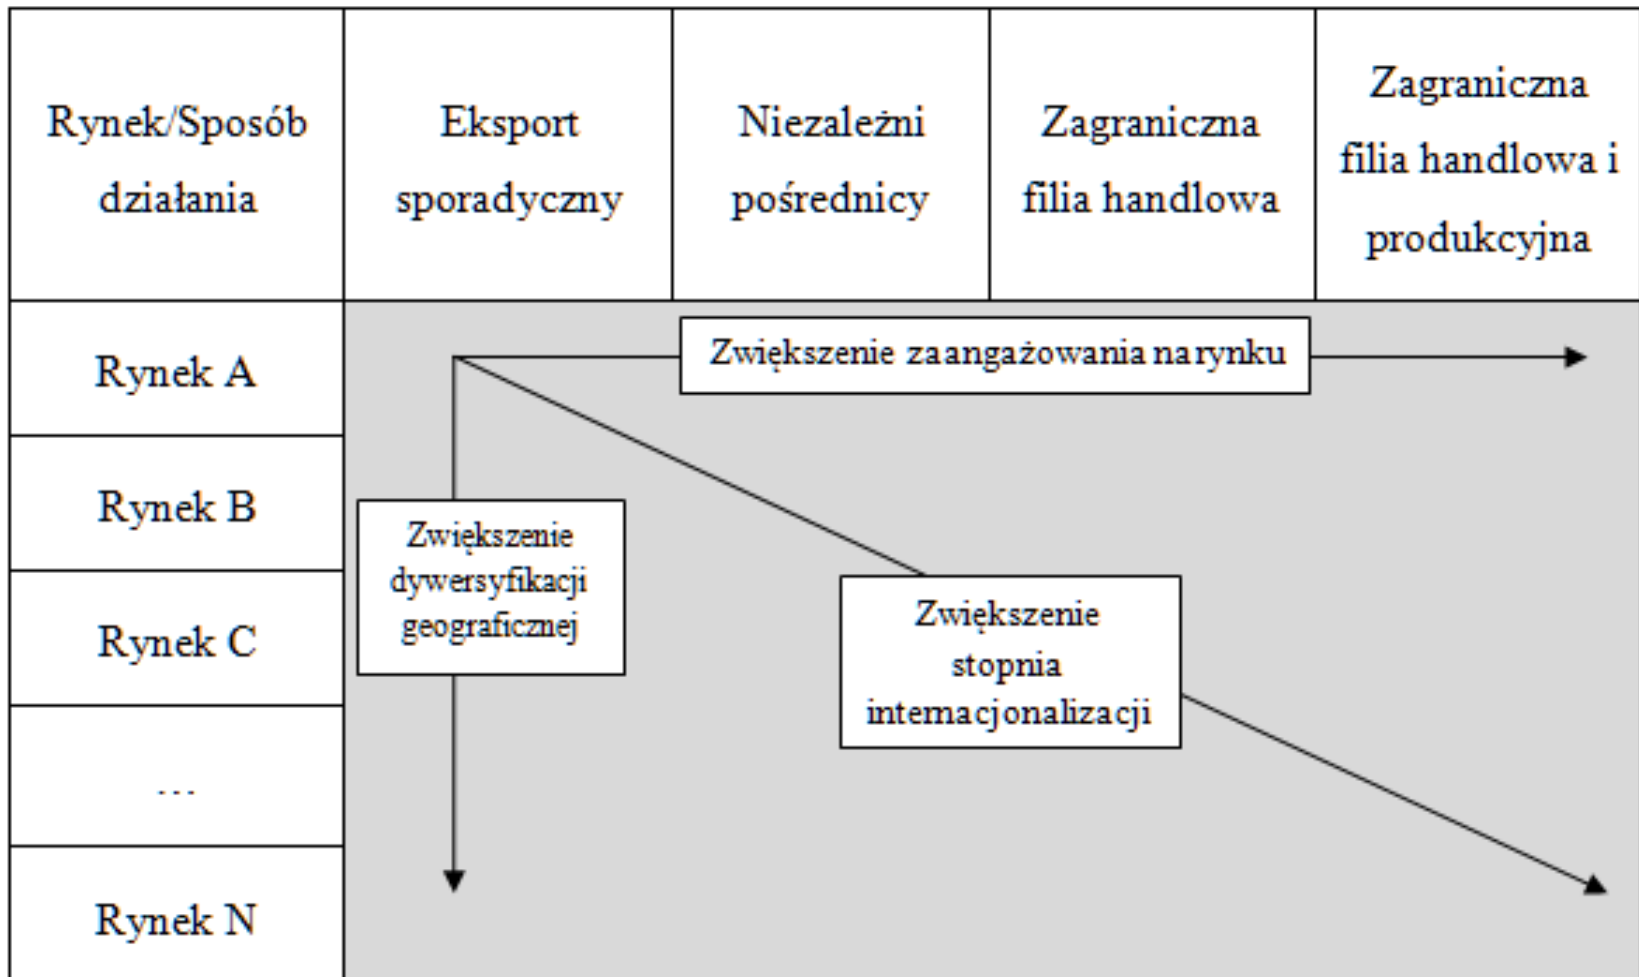 Rynek/Sposób
działania
Eksport
sporadyczny
Niezależni
pośrednicy
Zagraniczna
filia handlowa
Zagraniczna
filia handlowa i
produkcyjna
Rynek A
Zwiększenie zaangażowania na rynku
Rynek B
Zwiększenie
dywersyfikacji
geograficznej
Rynek C
Zwiększenie
stopnia
internacjonalizacji
...
Rynek N